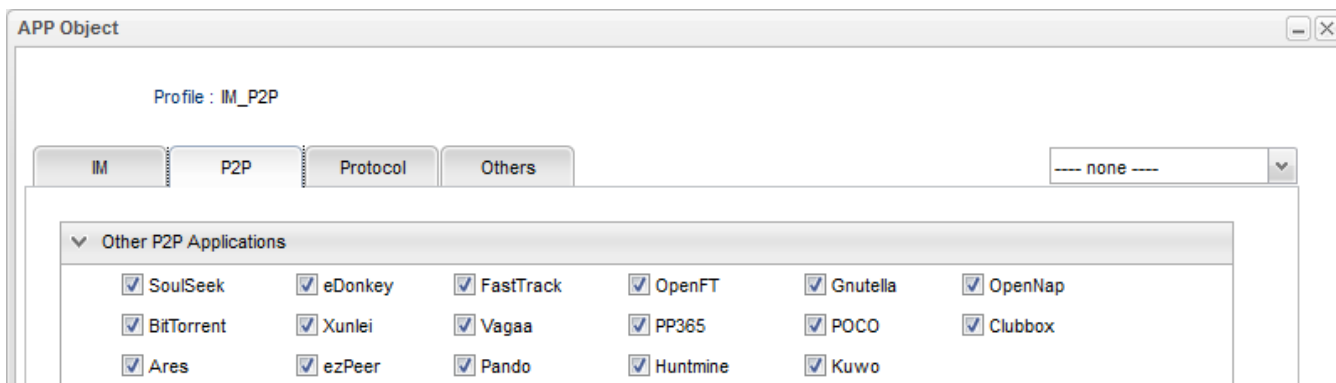 APP Object
Profile : IM_P2P
IM P2P Protocol Others ---- none ----
Other P2P Applications
SoulSeek eDonkey FastTrack OpenFT Gnutella OpenNap
BitTorrent Xunlei Vagaa PP365 POCO Clubbox
Ares ezPeer Pando Huntmine Kuwo